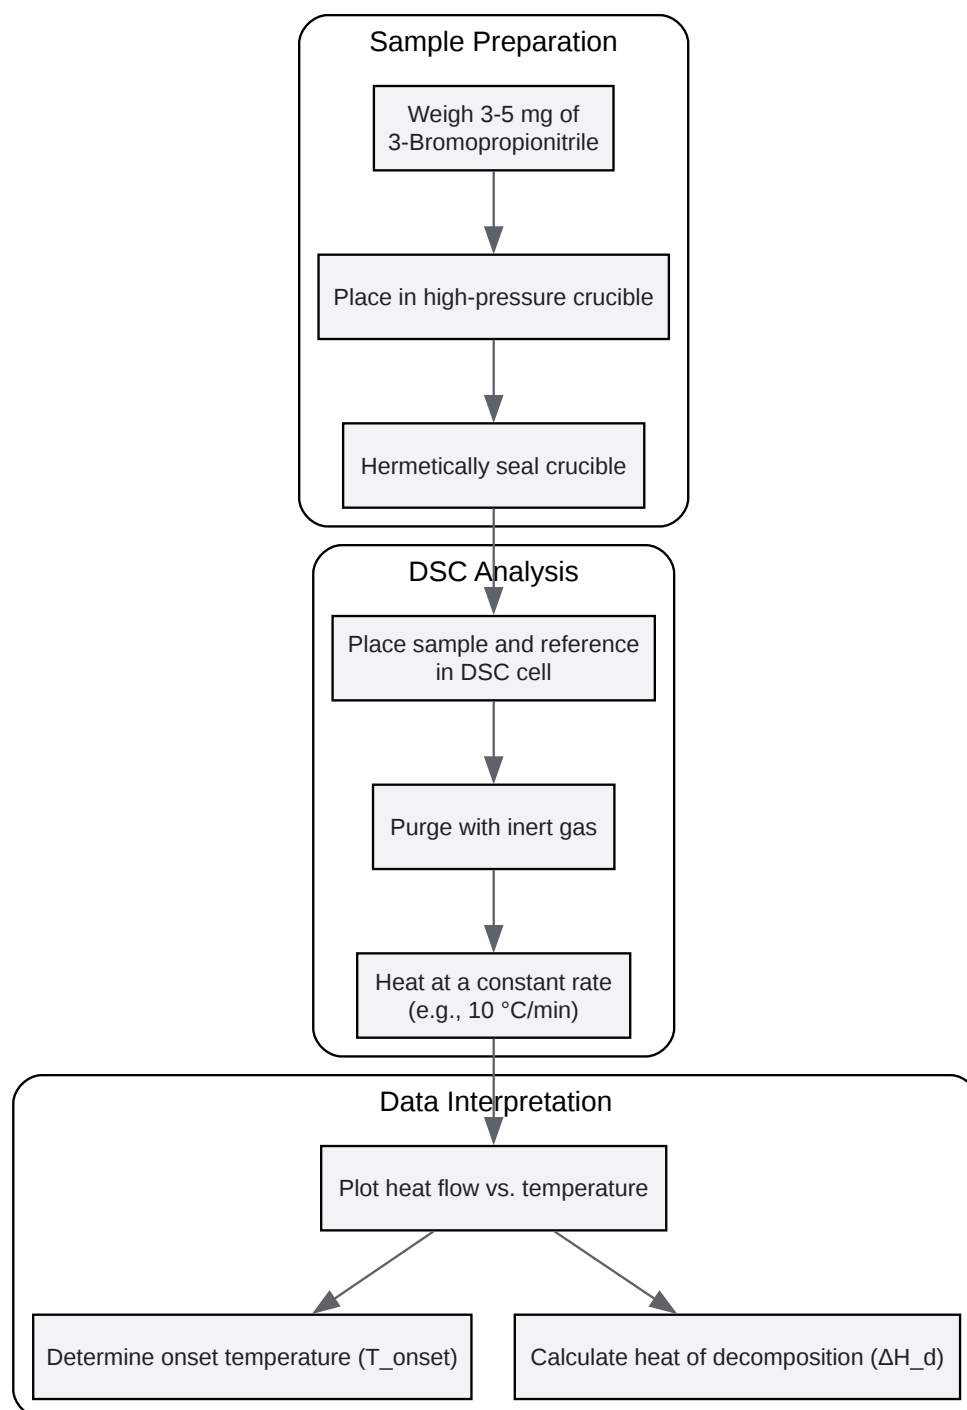 Sample Preparation
Weigh 3-5 mg of
3-Bromopropionitrile
Place in high-pressure crucible
Hermetically seal crucible
DSC Analysis
Place sample and reference
in DSC cell
Purge with inert gas
Heat at a constant rate
(e.g., 10 °C/min)
Data Interpretation
Plot heat flow vs. temperature
Determine onset temperature (T_onset)
Calculate heat of decomposition (ΔH_d)